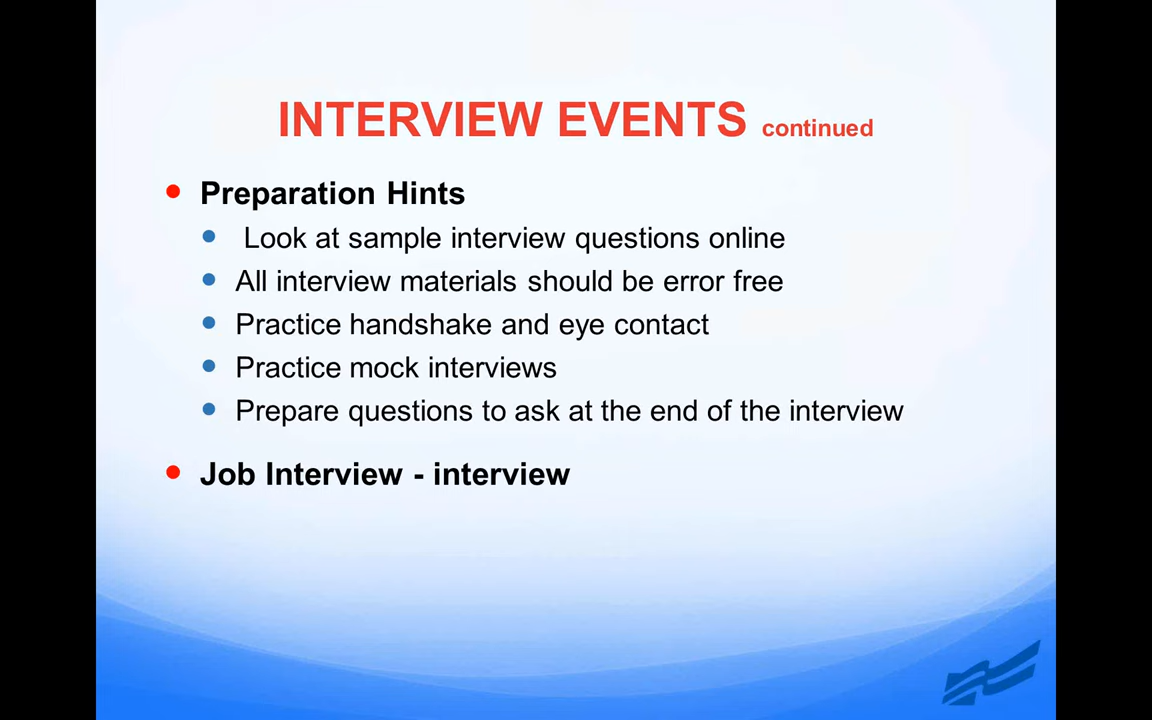 INTERVIEW EVENTS continued
Preparation Hints
Look at sample interview questions online
All interview materials should be error free
Practice handshake and eye contact
Practice mock interviews
Prepare questions to ask at the end of the interview
Job Interview - interview